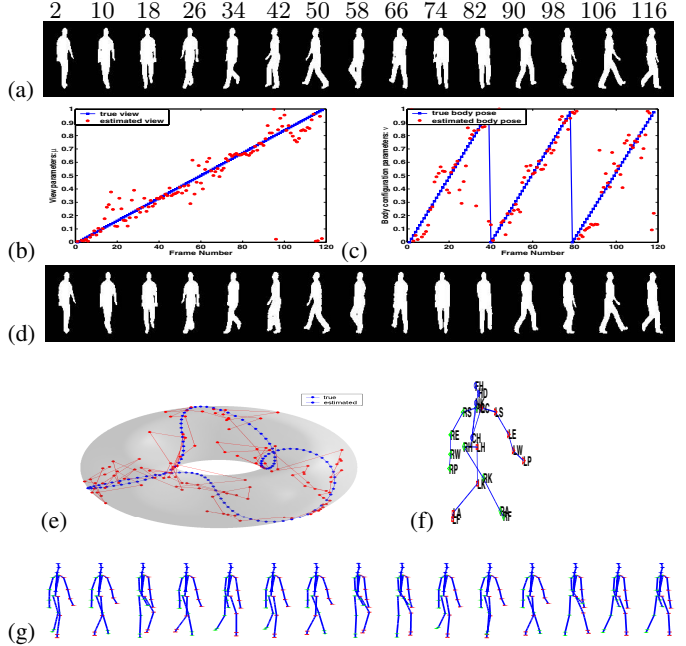 2 10 18 26 34 42 50 58 66 74 82 90 98 106 116
(a)
1
0.9
0.8
0.7
0.6
0.5
0.4
0.3
0.2
0.1
0
View parameters:μ
true view
estimated view
0 20 40 60 80 100 120
Frame Number
(b)
1
0.9
0.8
0.7
0.6
0.5
0.4
0.3
0.2
0.1
0
Body configuration parameters:ν
true body pose
estimated body pose
0 20 40 60 80 100 120
Frame Number
(c)
(d)
true
estimated
(e)
HD
RS LS
RE LE
CH
RW RH LH LW
RP LP
RK
LK
(f)
(g)